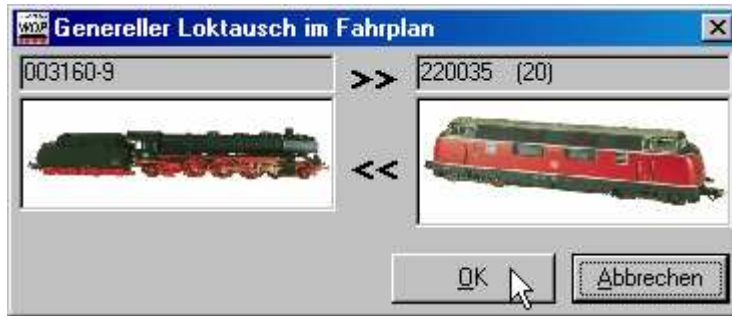 W.D.P
Genereller Loktausch im Fahrplan
003160-9
>>
220035 (20)
<<
OK
Abbrechen